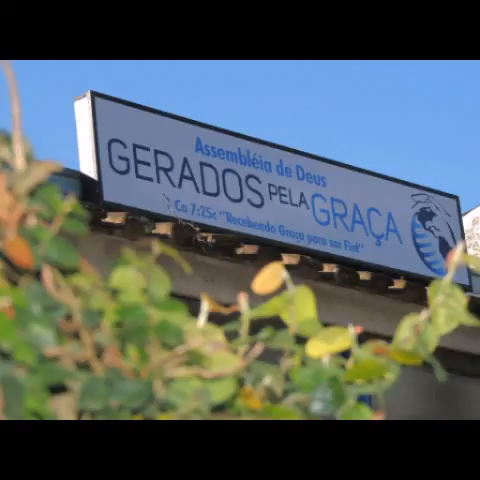 Assembléia de Deus
GERADOS PELA GRAÇA
I Co 7:25c "Recebendo Graça para ser Fiel"